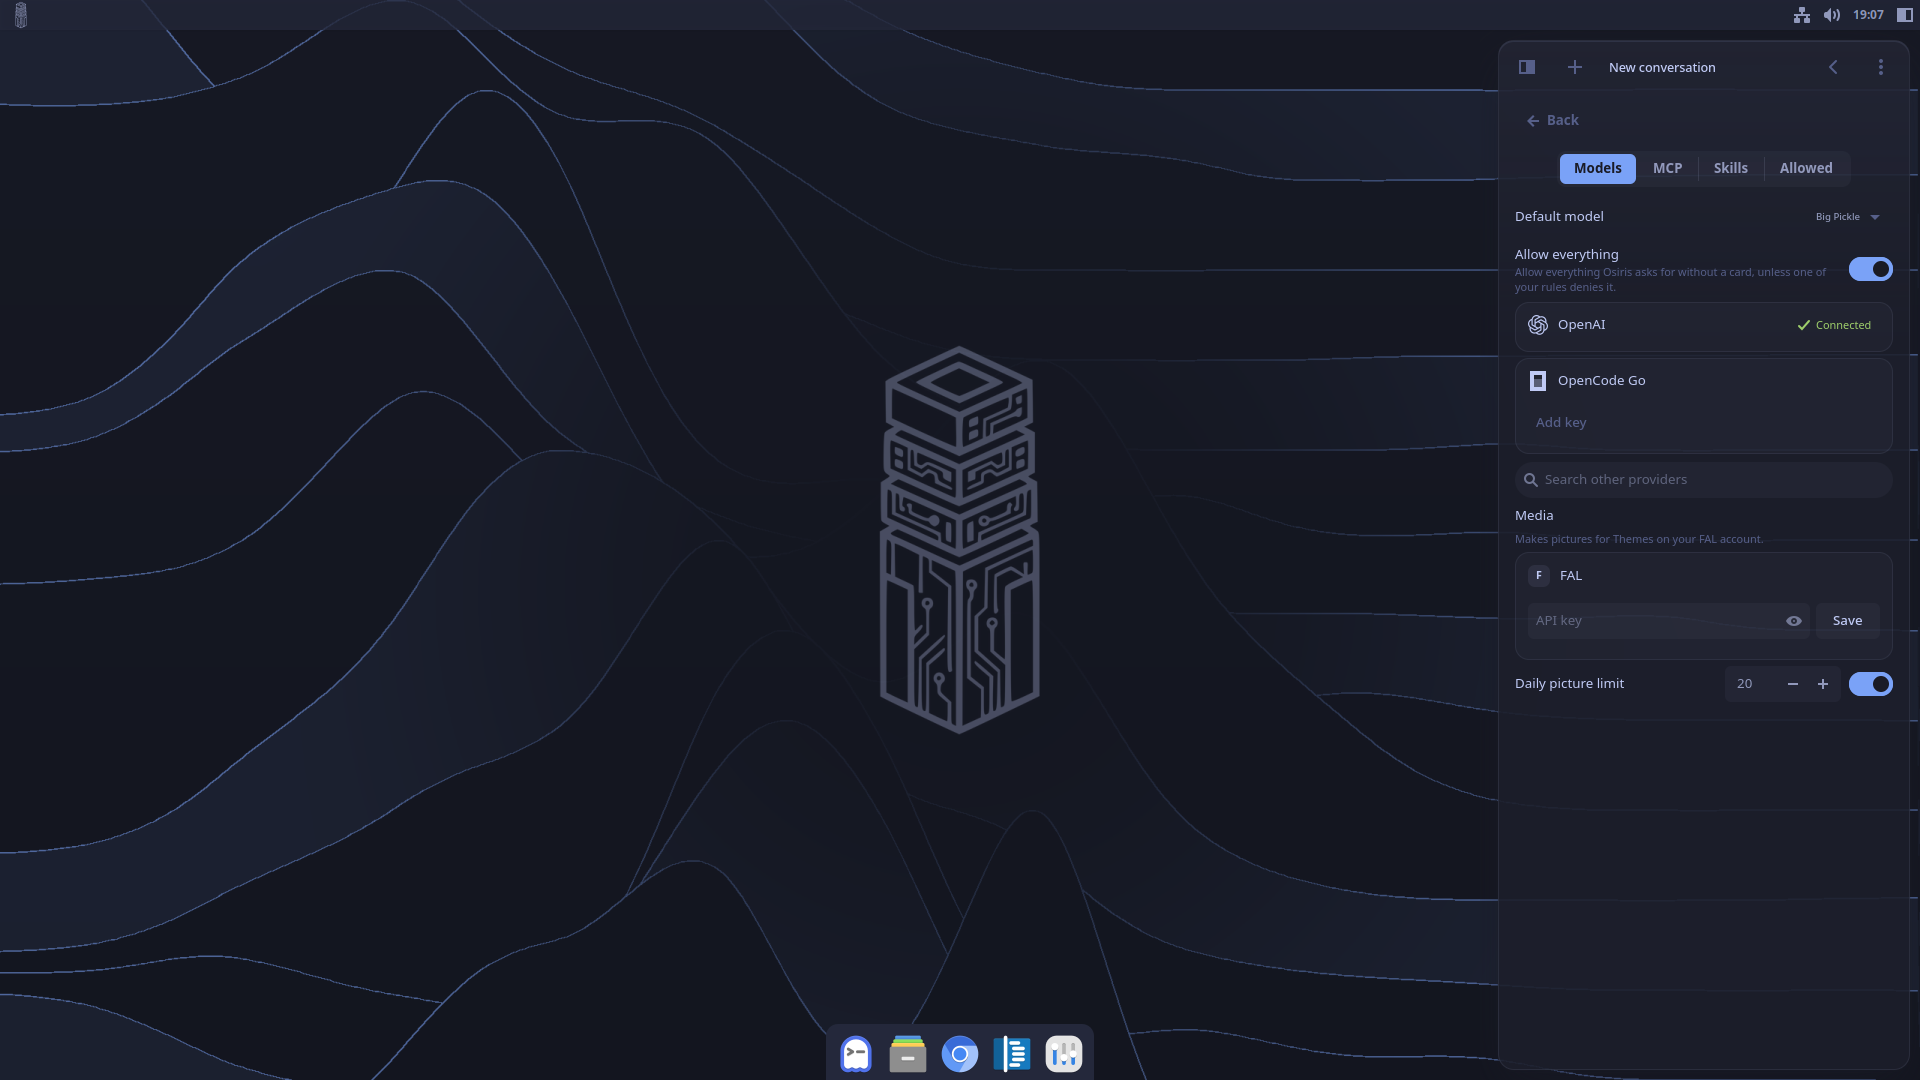 19:07
New conversation
Back
Models
MCP
Skills
Allowed
Default model
Big Pickle
Allow everything
Allow everything Osiris asks for without a card, unless one of
your rules denies it.
OpenAI
Connected
OpenCode Go
Add key
Search other providers
Media
Makes pictures for Themes on your FAL account.
F
FAL
API key
Save
Daily picture limit
20